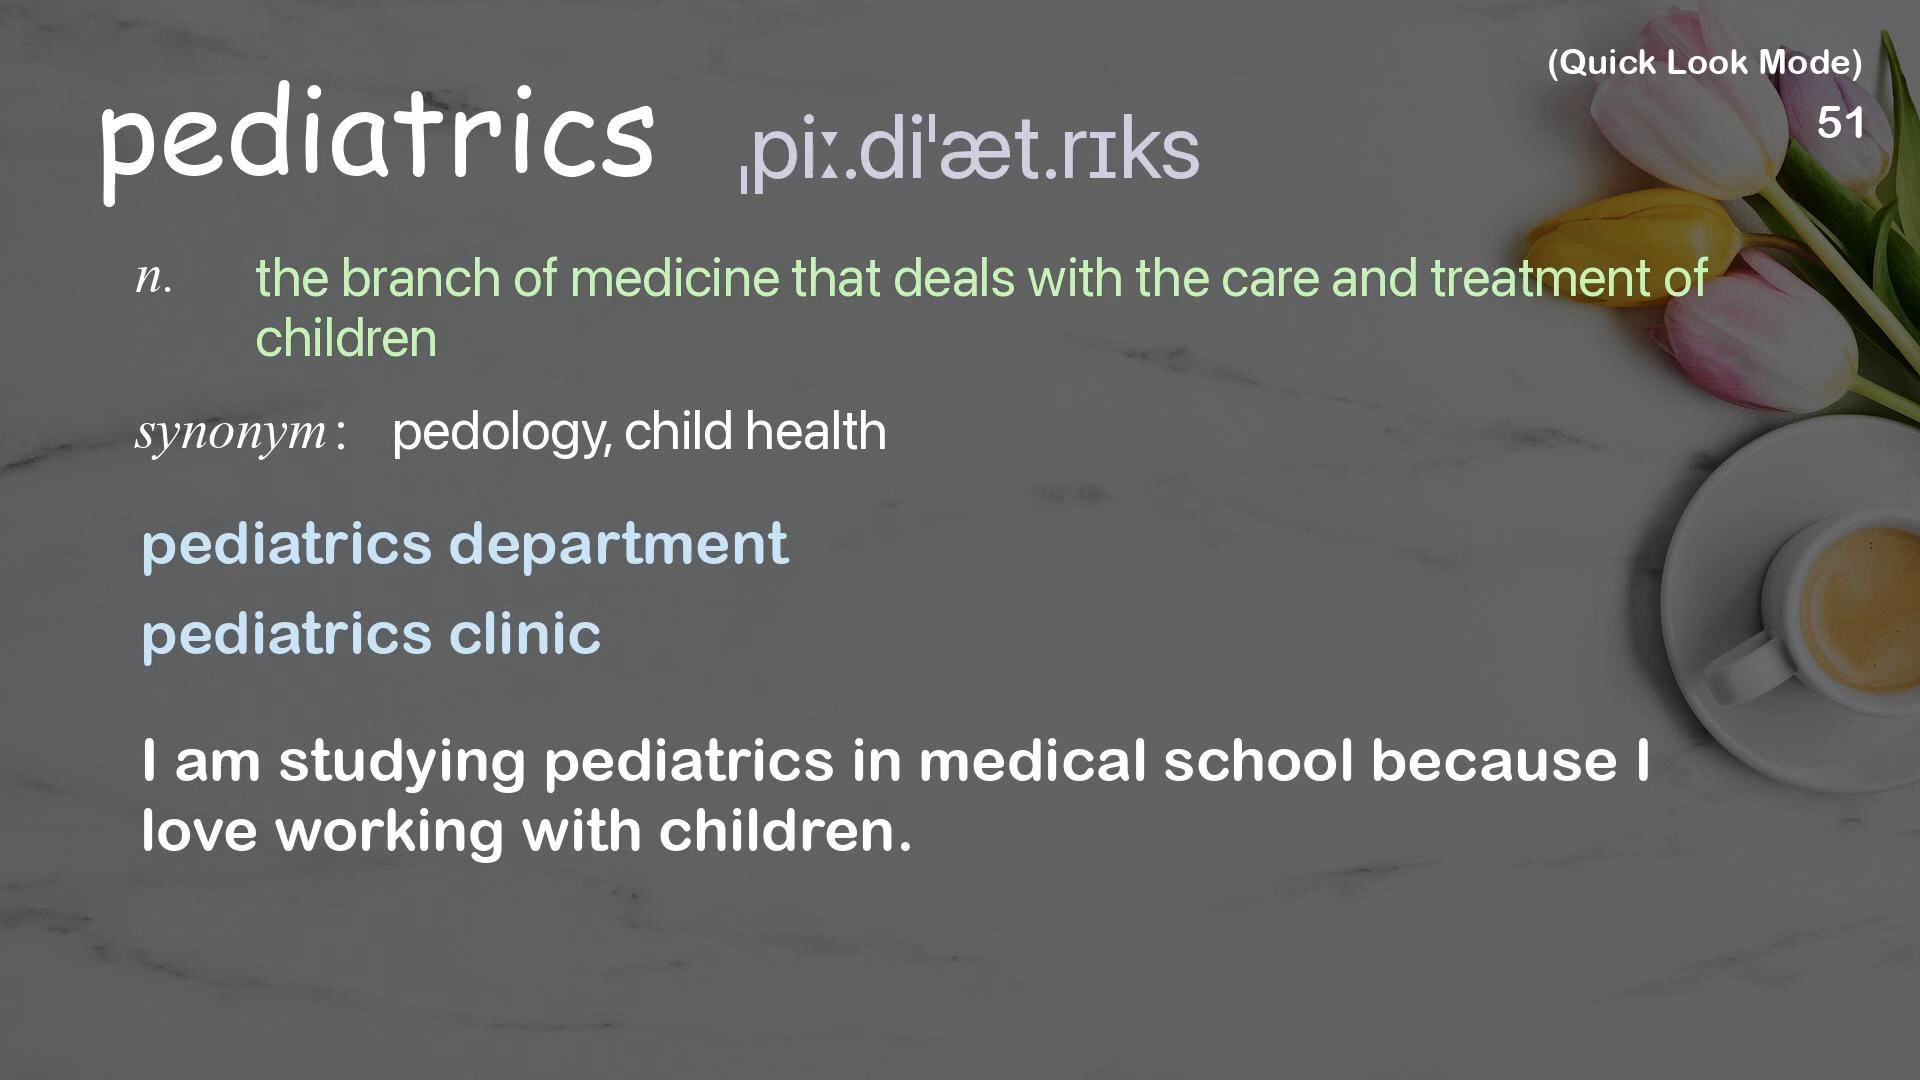 (Quick Look Mode)
51
pediatrics ˌpiː.diˈæt.rɪks
n. the branch of medicine that deals with the care and treatment of
children
synonym: pedology, child health
pediatrics department
pediatrics clinic
I am studying pediatrics in medical school because I
love working with children.